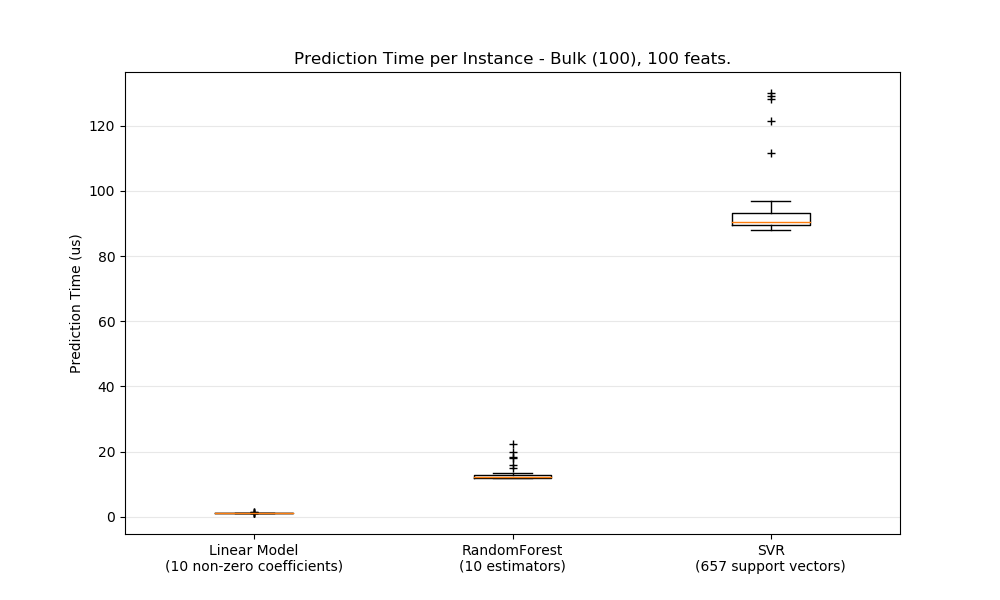 Prediction Time per Instance - Bulk (100), 100 feats.
Prediction Time (us)
120
100
80
60
40
20
0
Linear Model
(10 non-zero coefficients)
RandomForest
(10 estimators)
SVR
(657 support vectors)